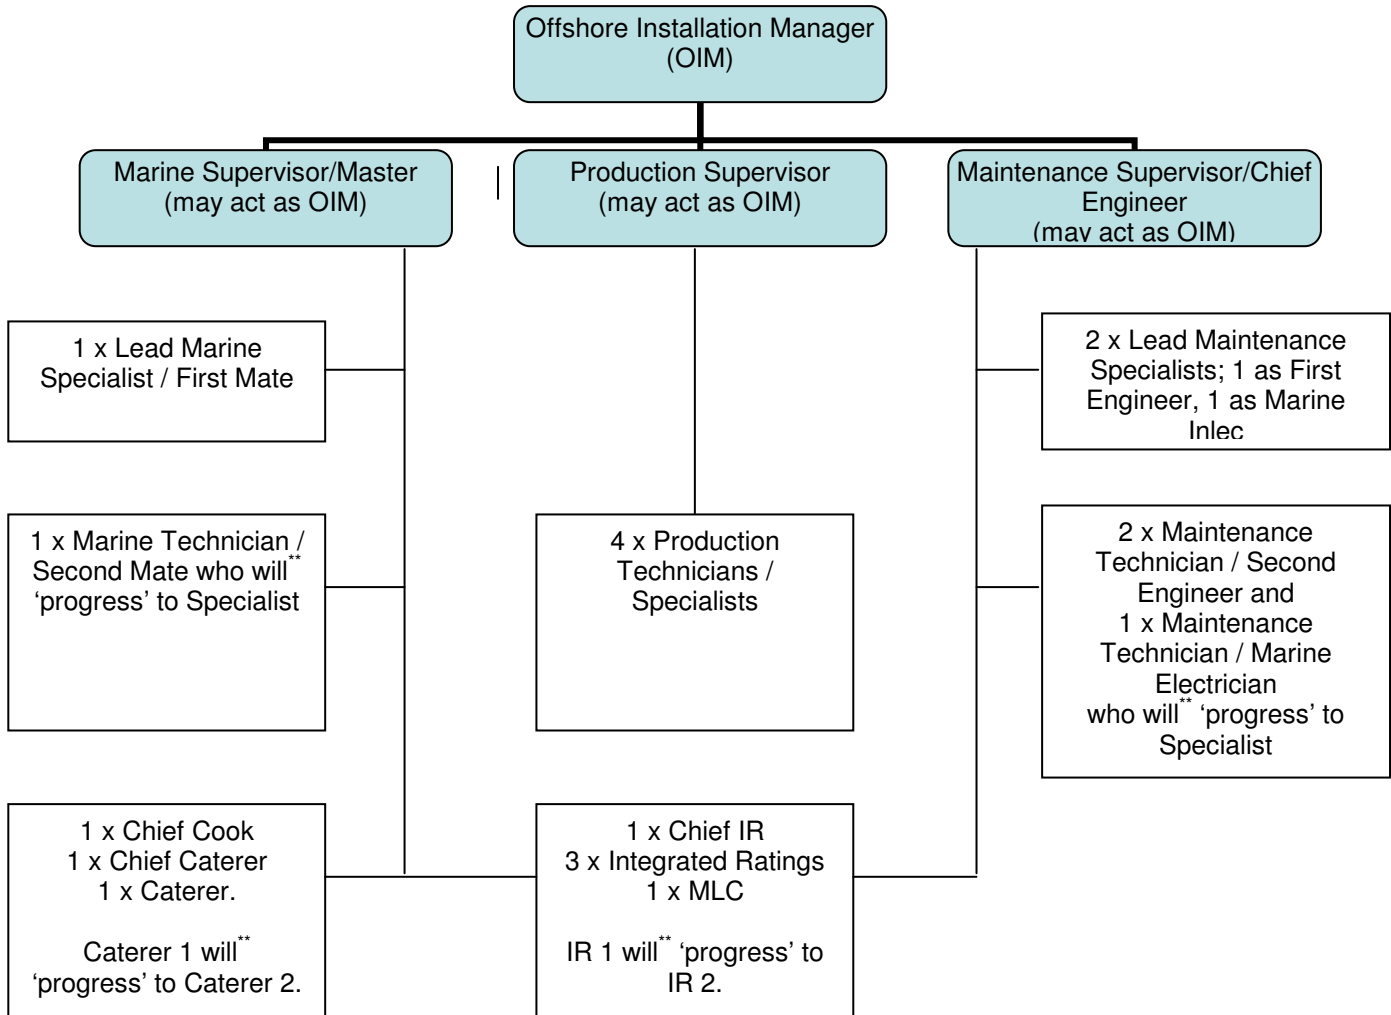 Offshore Installation Manager
(OIM)
Marine Supervisor/Master
(may act as OIM)
Production Supervisor
(may act as OIM)
Maintenance Supervisor/Chief
Engineer
(may act as OIM)
1 x Lead Marine
Specialist / First Mate
2 x Lead Maintenance
Specialists; 1 as First
Engineer, 1 as Marine
Inlec
1 x Marine Technician /
Second Mate who will**
‘progress’ to Specialist
4 x Production
Technicians /
Specialists
2 x Maintenance
Technician / Second
Engineer and
1 x Maintenance
Technician / Marine
Electrician
who will** ‘progress’ to
Specialist
1 x Chief Cook
1 x Chief Caterer
1 x Caterer.
Caterer 1 will**
‘progress’ to Caterer 2.
1 x Chief IR
3 x Integrated Ratings
1 x MLC
IR 1 will** ‘progress’ to
IR 2.